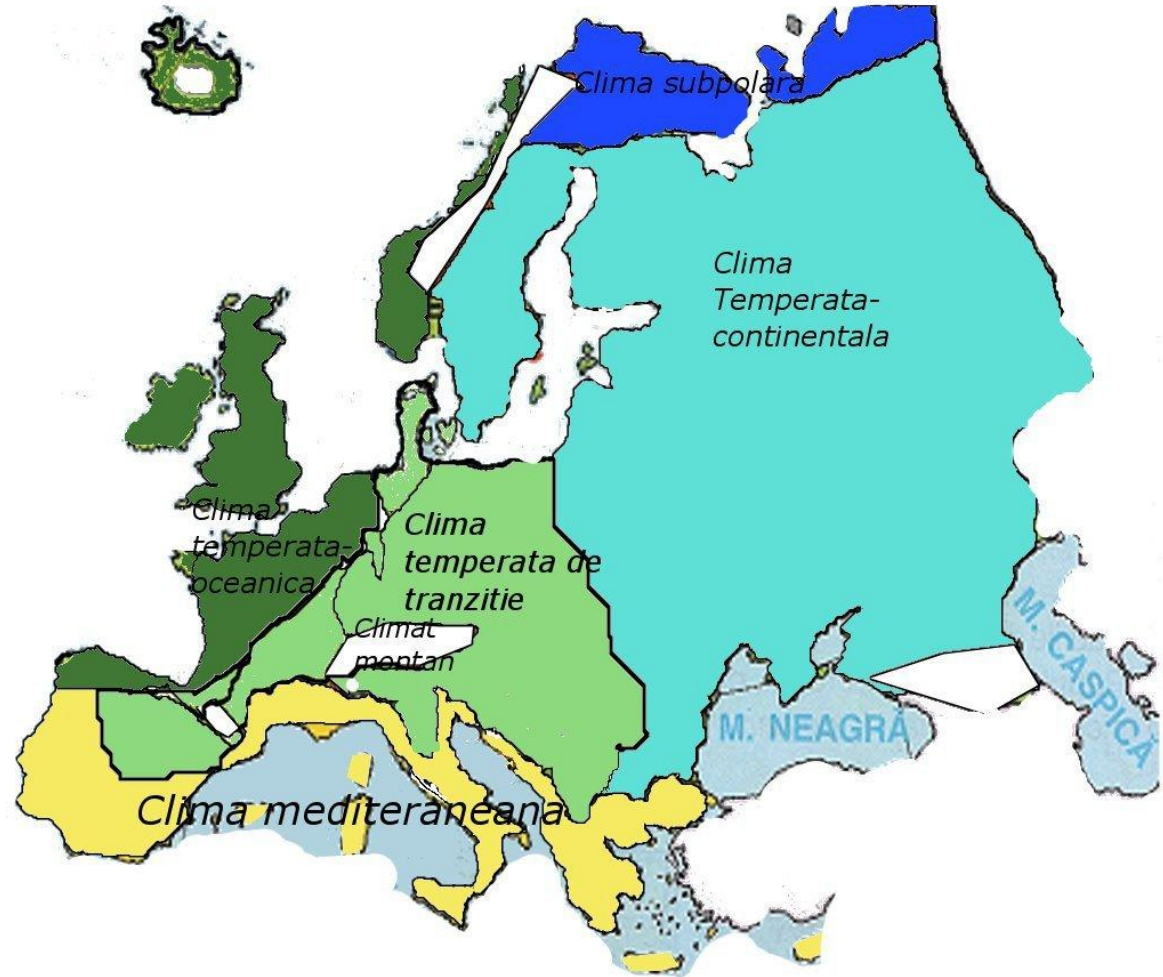 Clima subpolara
Clima
Temperata-
continentala
Clima
temperata-
oceanica
Clima
temperata de
tranzitie
Climat
montan
M. CASPICĂ
M. NEAGRĂ
Clima mediteraneana